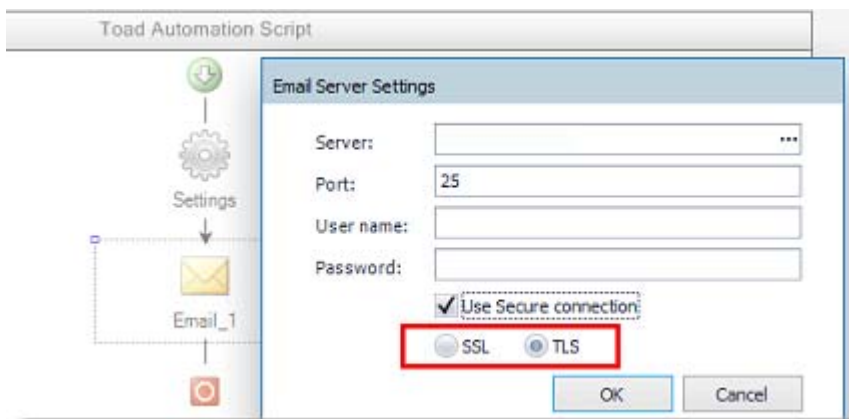 Toad Automation Script
Email Server Settings
Server:
...
Port: 25
Settings
User name:
Password:
Use Secure connection
Email_1
SSL TLS
OK Cancel